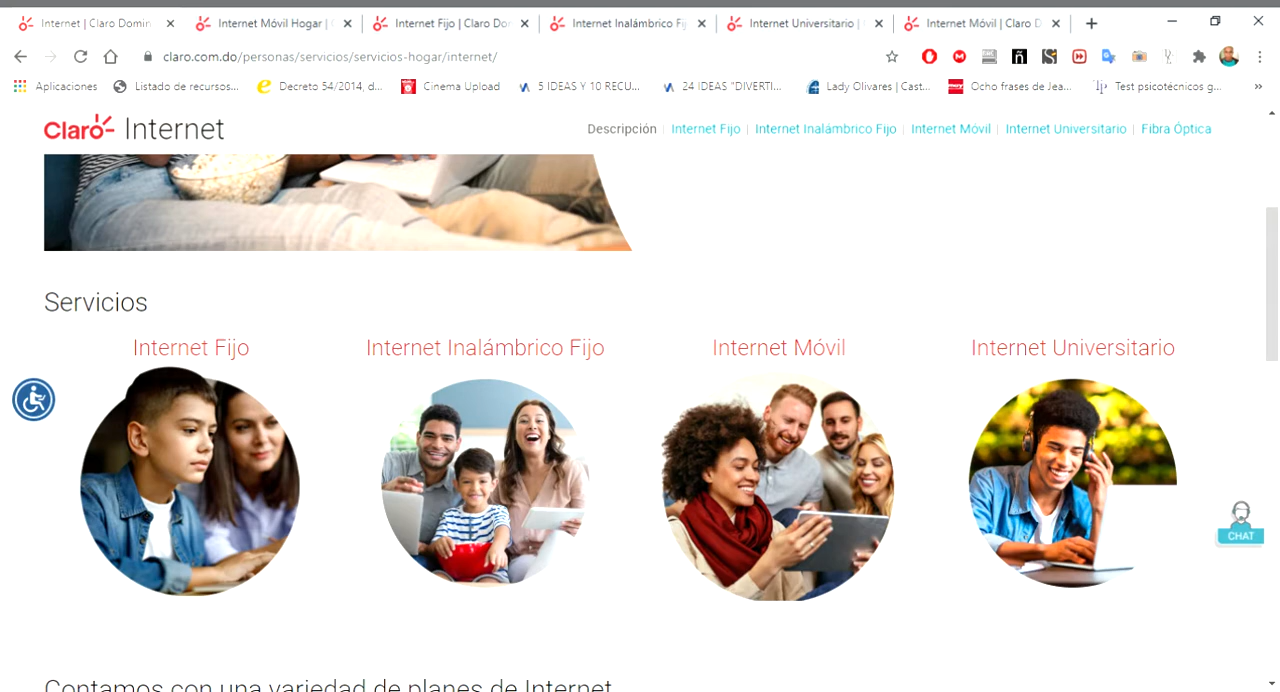 Internet | Claro Domin
Internet Móvil Hogar |
Internet Fijo | Claro Do
Internet Inalámbrico Fi
Internet Universitario |
Internet Móvil | Claro D
claro.com.do/personas/servicios/servicios-hogar/internet/
Aplicaciones
Listado de recursos...
Decreto 54/2014, d...
Cinema Upload
5 IDEAS Y 10 RECU...
24 IDEAS "DIVERTI...
Lady Olivares | Cast...
Ocho frases de Jea...
Test psicotécnicos g...
Claro Internet
Descripción | Internet Fijo | Internet Inalámbrico Fijo | Internet Móvil | Internet Universitario | Fibra Óptica
Servicios
Internet Fijo
Internet Inalámbrico Fijo
Internet Móvil
Internet Universitario
CHAT
Contamos con una variedad de planes de Internet